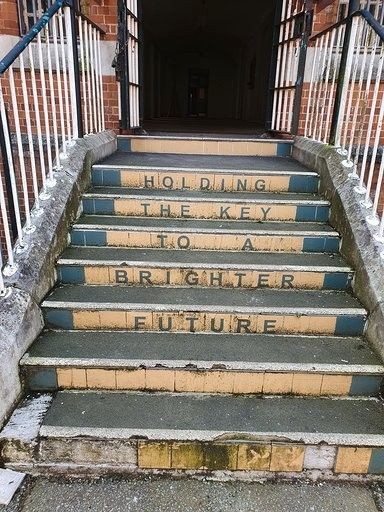 HOLDING
THE KEY
TO A
BRIGHTER
FUTURE